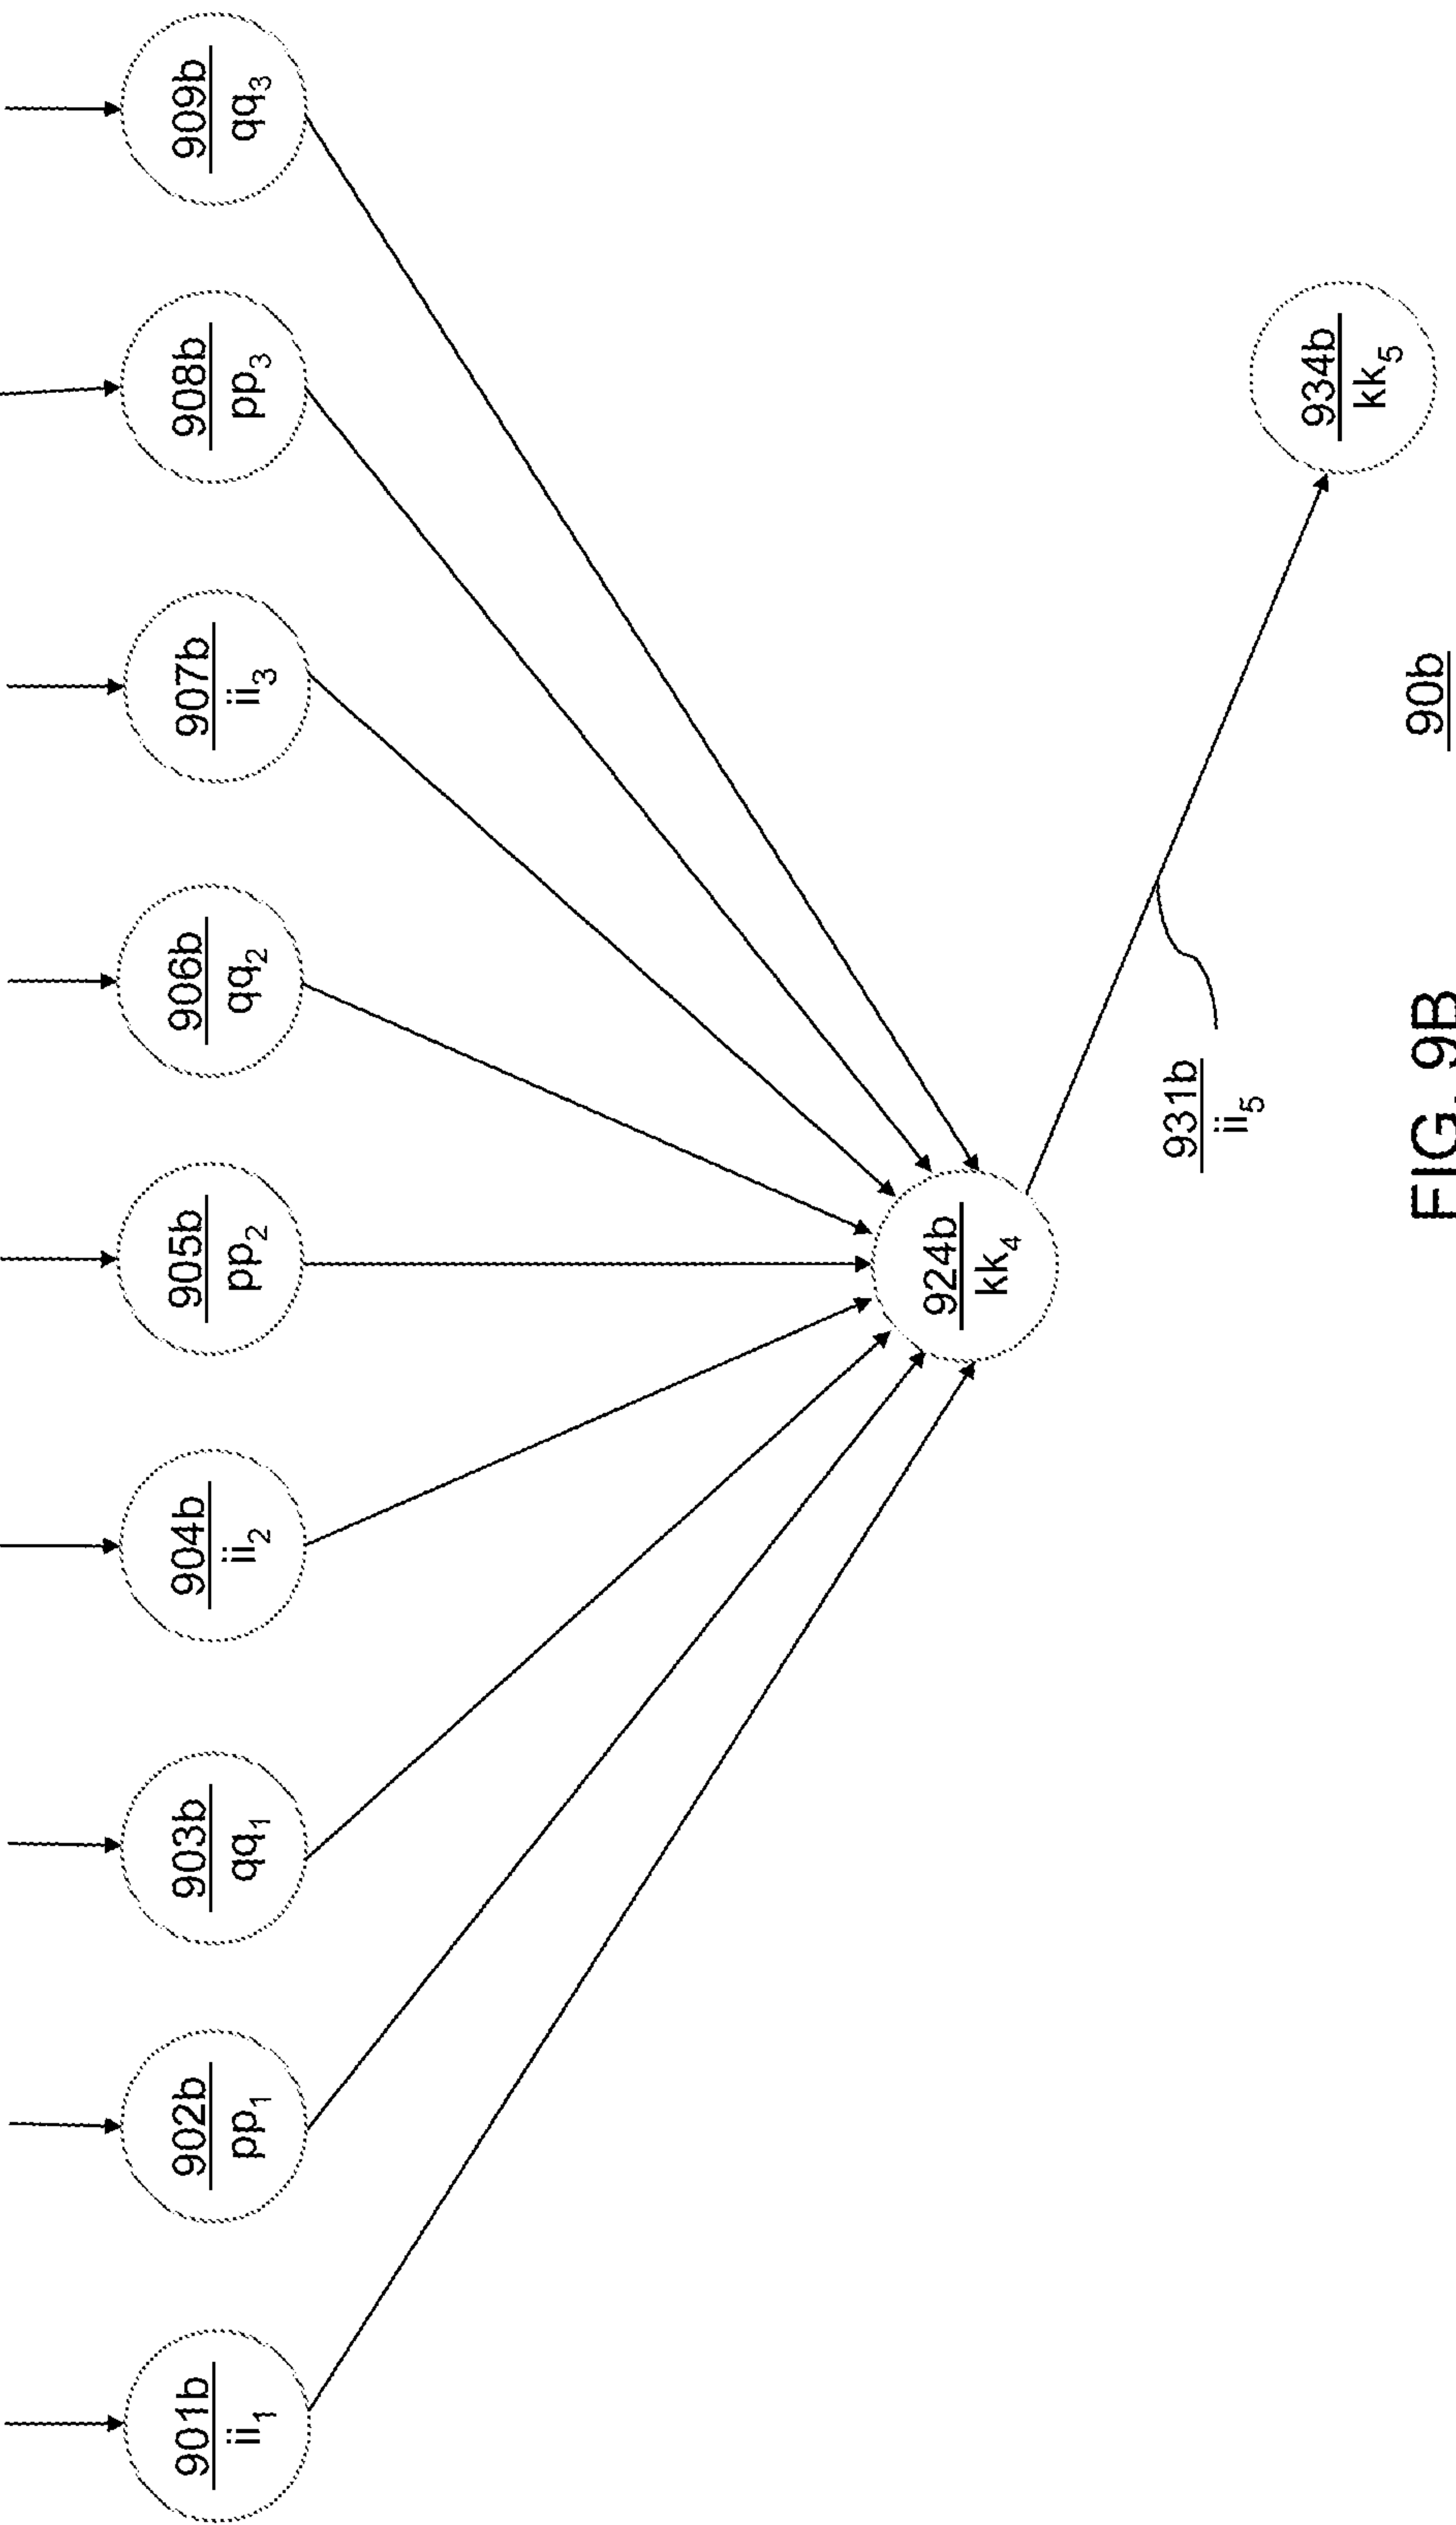 901b
ii₁
902b
pp₁
903b
qq₁
904b
ii₂
905b
pp₂
906b
qq₂
907b
ii₃
908b
pp₃
909b
qq₃
924b
kk₄
931b
ii₅
934b
kk₅
90b
FIG. 9B